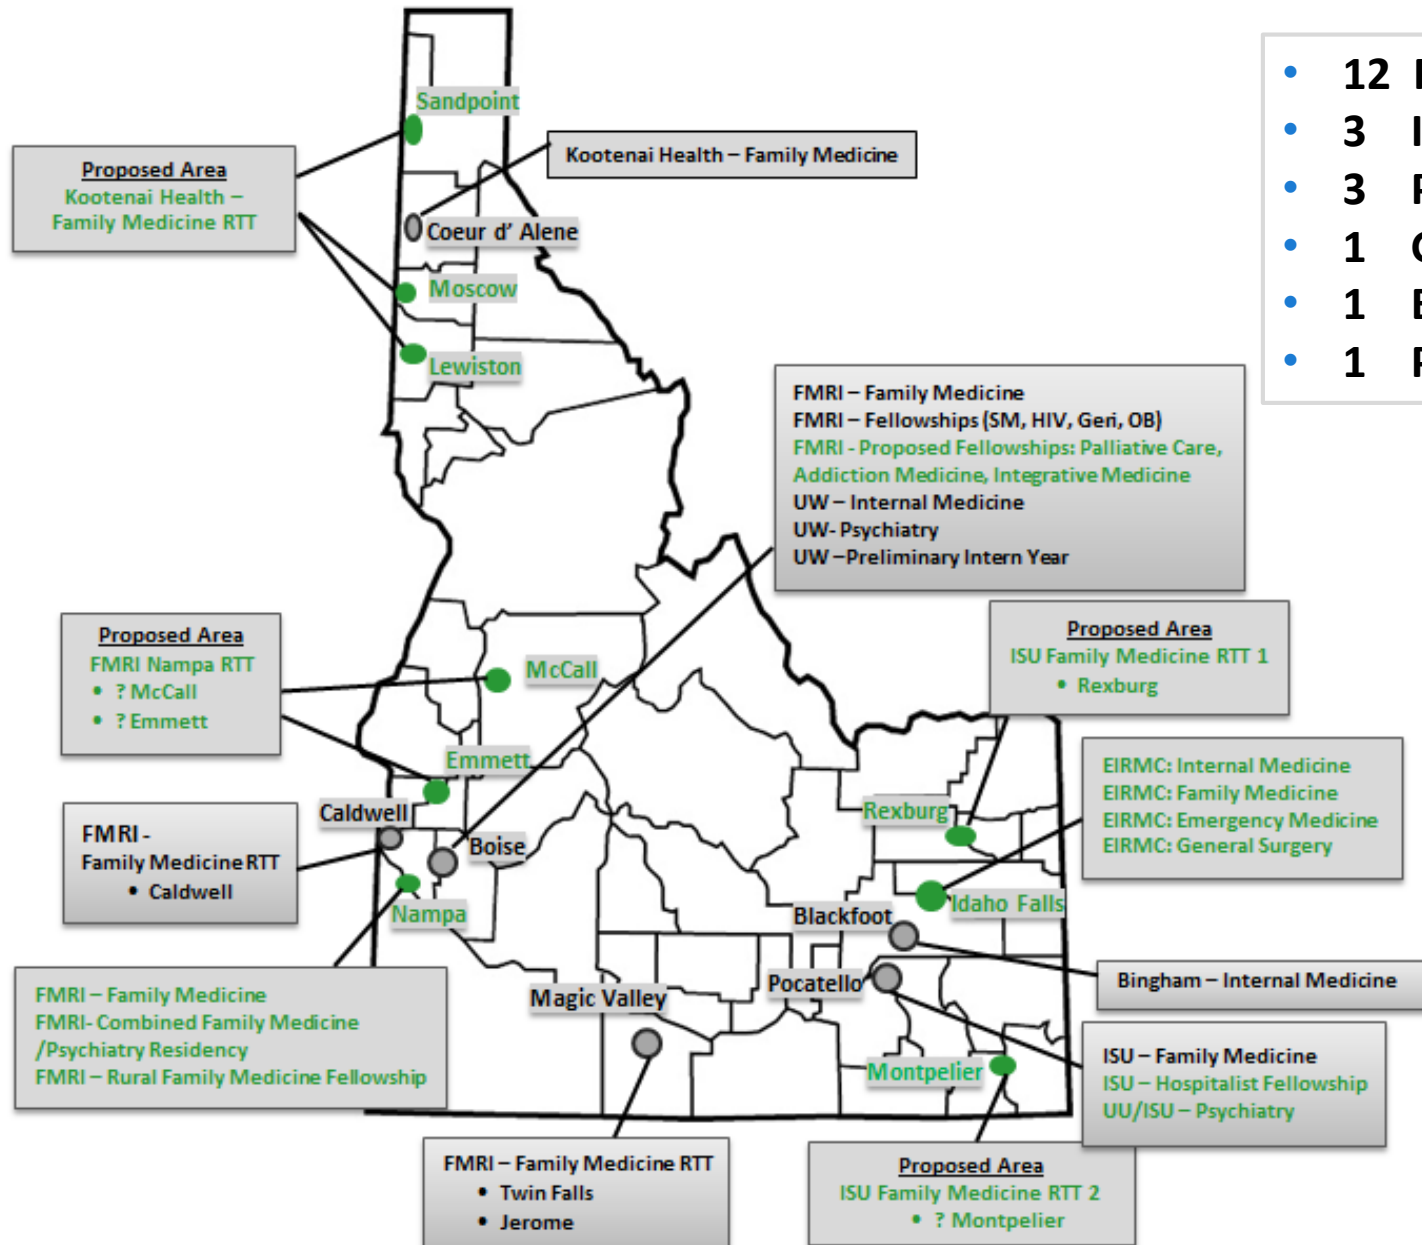 Sandpoint
Proposed Area
Kootenai Health –
Family Medicine RTT
Kootenai Health – Family Medicine
• 12
• 3
• 3
• 1
• 1
• 1
Coeur d’ Alene
Moscow
Lewiston
FMRI – Family Medicine
FMRI – Fellowships (SM, HIV, Geri, OB)
FMRI - Proposed Fellowships: Palliative Care,
Addiction Medicine, Integrative Medicine
UW – Internal Medicine
UW- Psychiatry
UW –Preliminary Intern Year
Proposed Area
FMRI Nampa RTT
• ? McCall
• ? Emmett
McCall
Proposed Area
ISU Family Medicine RTT 1
• Rexburg
Emmett
EIRMC: Internal Medicine
EIRMC: Family Medicine
EIRMC: Emergency Medicine
EIRMC: General Surgery
Caldwell
Rexburg
FMRI -
Family Medicine RTT
• Caldwell
Boise
Nampa
Idaho Falls
Blackfoot
Bingham – Internal Medicine
Pocatello
Magic Valley
FMRI – Family Medicine
FMRI- Combined Family Medicine
/Psychiatry Residency
FMRI – Rural Family Medicine Fellowship
Montpelier
ISU – Family Medicine
ISU – Hospitalist Fellowship
UU/ISU – Psychiatry
FMRI – Family Medicine RTT
• Twin Falls
• Jerome
Proposed Area
ISU Family Medicine RTT 2
• ? Montpelier